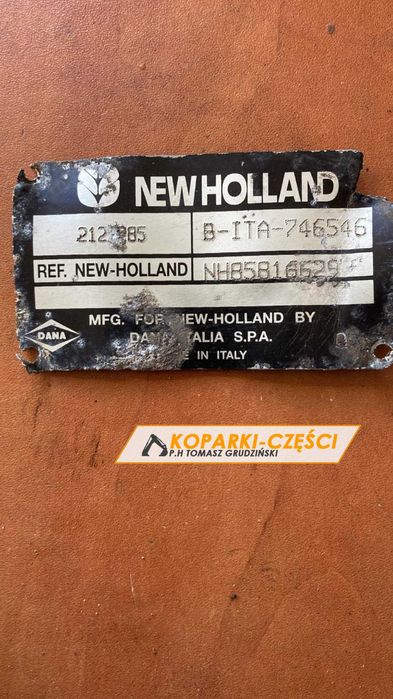 NEW HOLLAND
B-ITA-746546
REF. NEW-HOLLAND NH85816629
MFG. FOR NEW-HOLLAND BY
DANA
DANA ITALIA S.P.A.
IN ITALY
KOPARKI-CZĘŚCI
P.H TOMASZ GRUDZIŃSKI